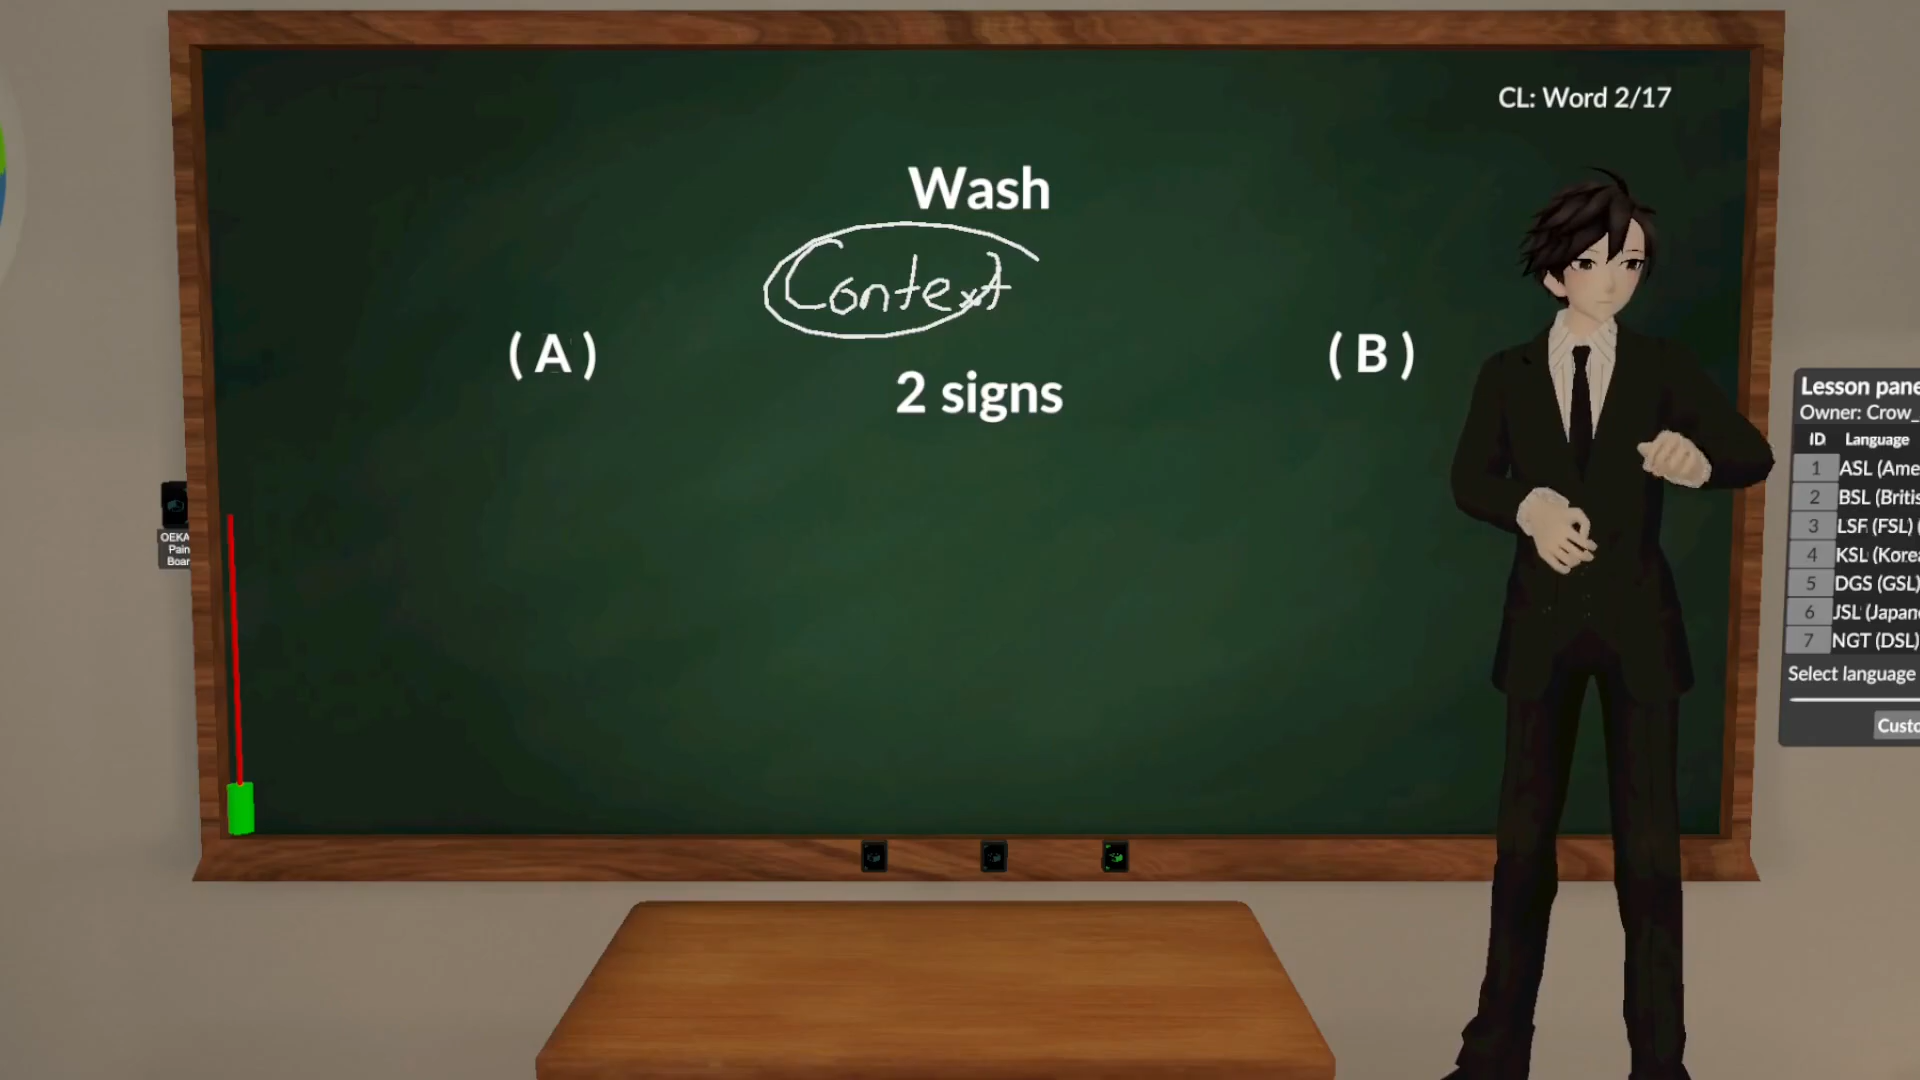 CL: Word 2/17
Wash
Context
( A )
( B )
2 signs
OEKA
Pain
Boar
Lesson pane
Owner: Crow_
ID Language
1 ASL (Ame
2 BSL (Britis
3 LSF (FSL) (
4 KSL (Korea
5 DGS (GSL)
6 JSL (Japan
7 NGT (DSL)
Select language
Custo